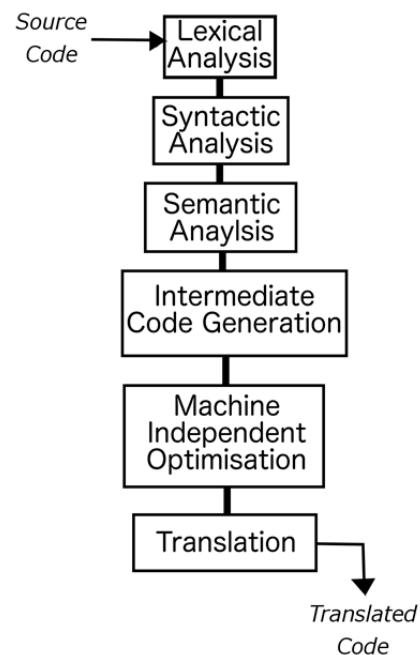 Source
Code
Lexical
Analysis
Syntactic
Analysis
Semantic
Anaylsis
Intermediate
Code Generation
Machine
Independent
Optimisation
Translation
Translated
Code